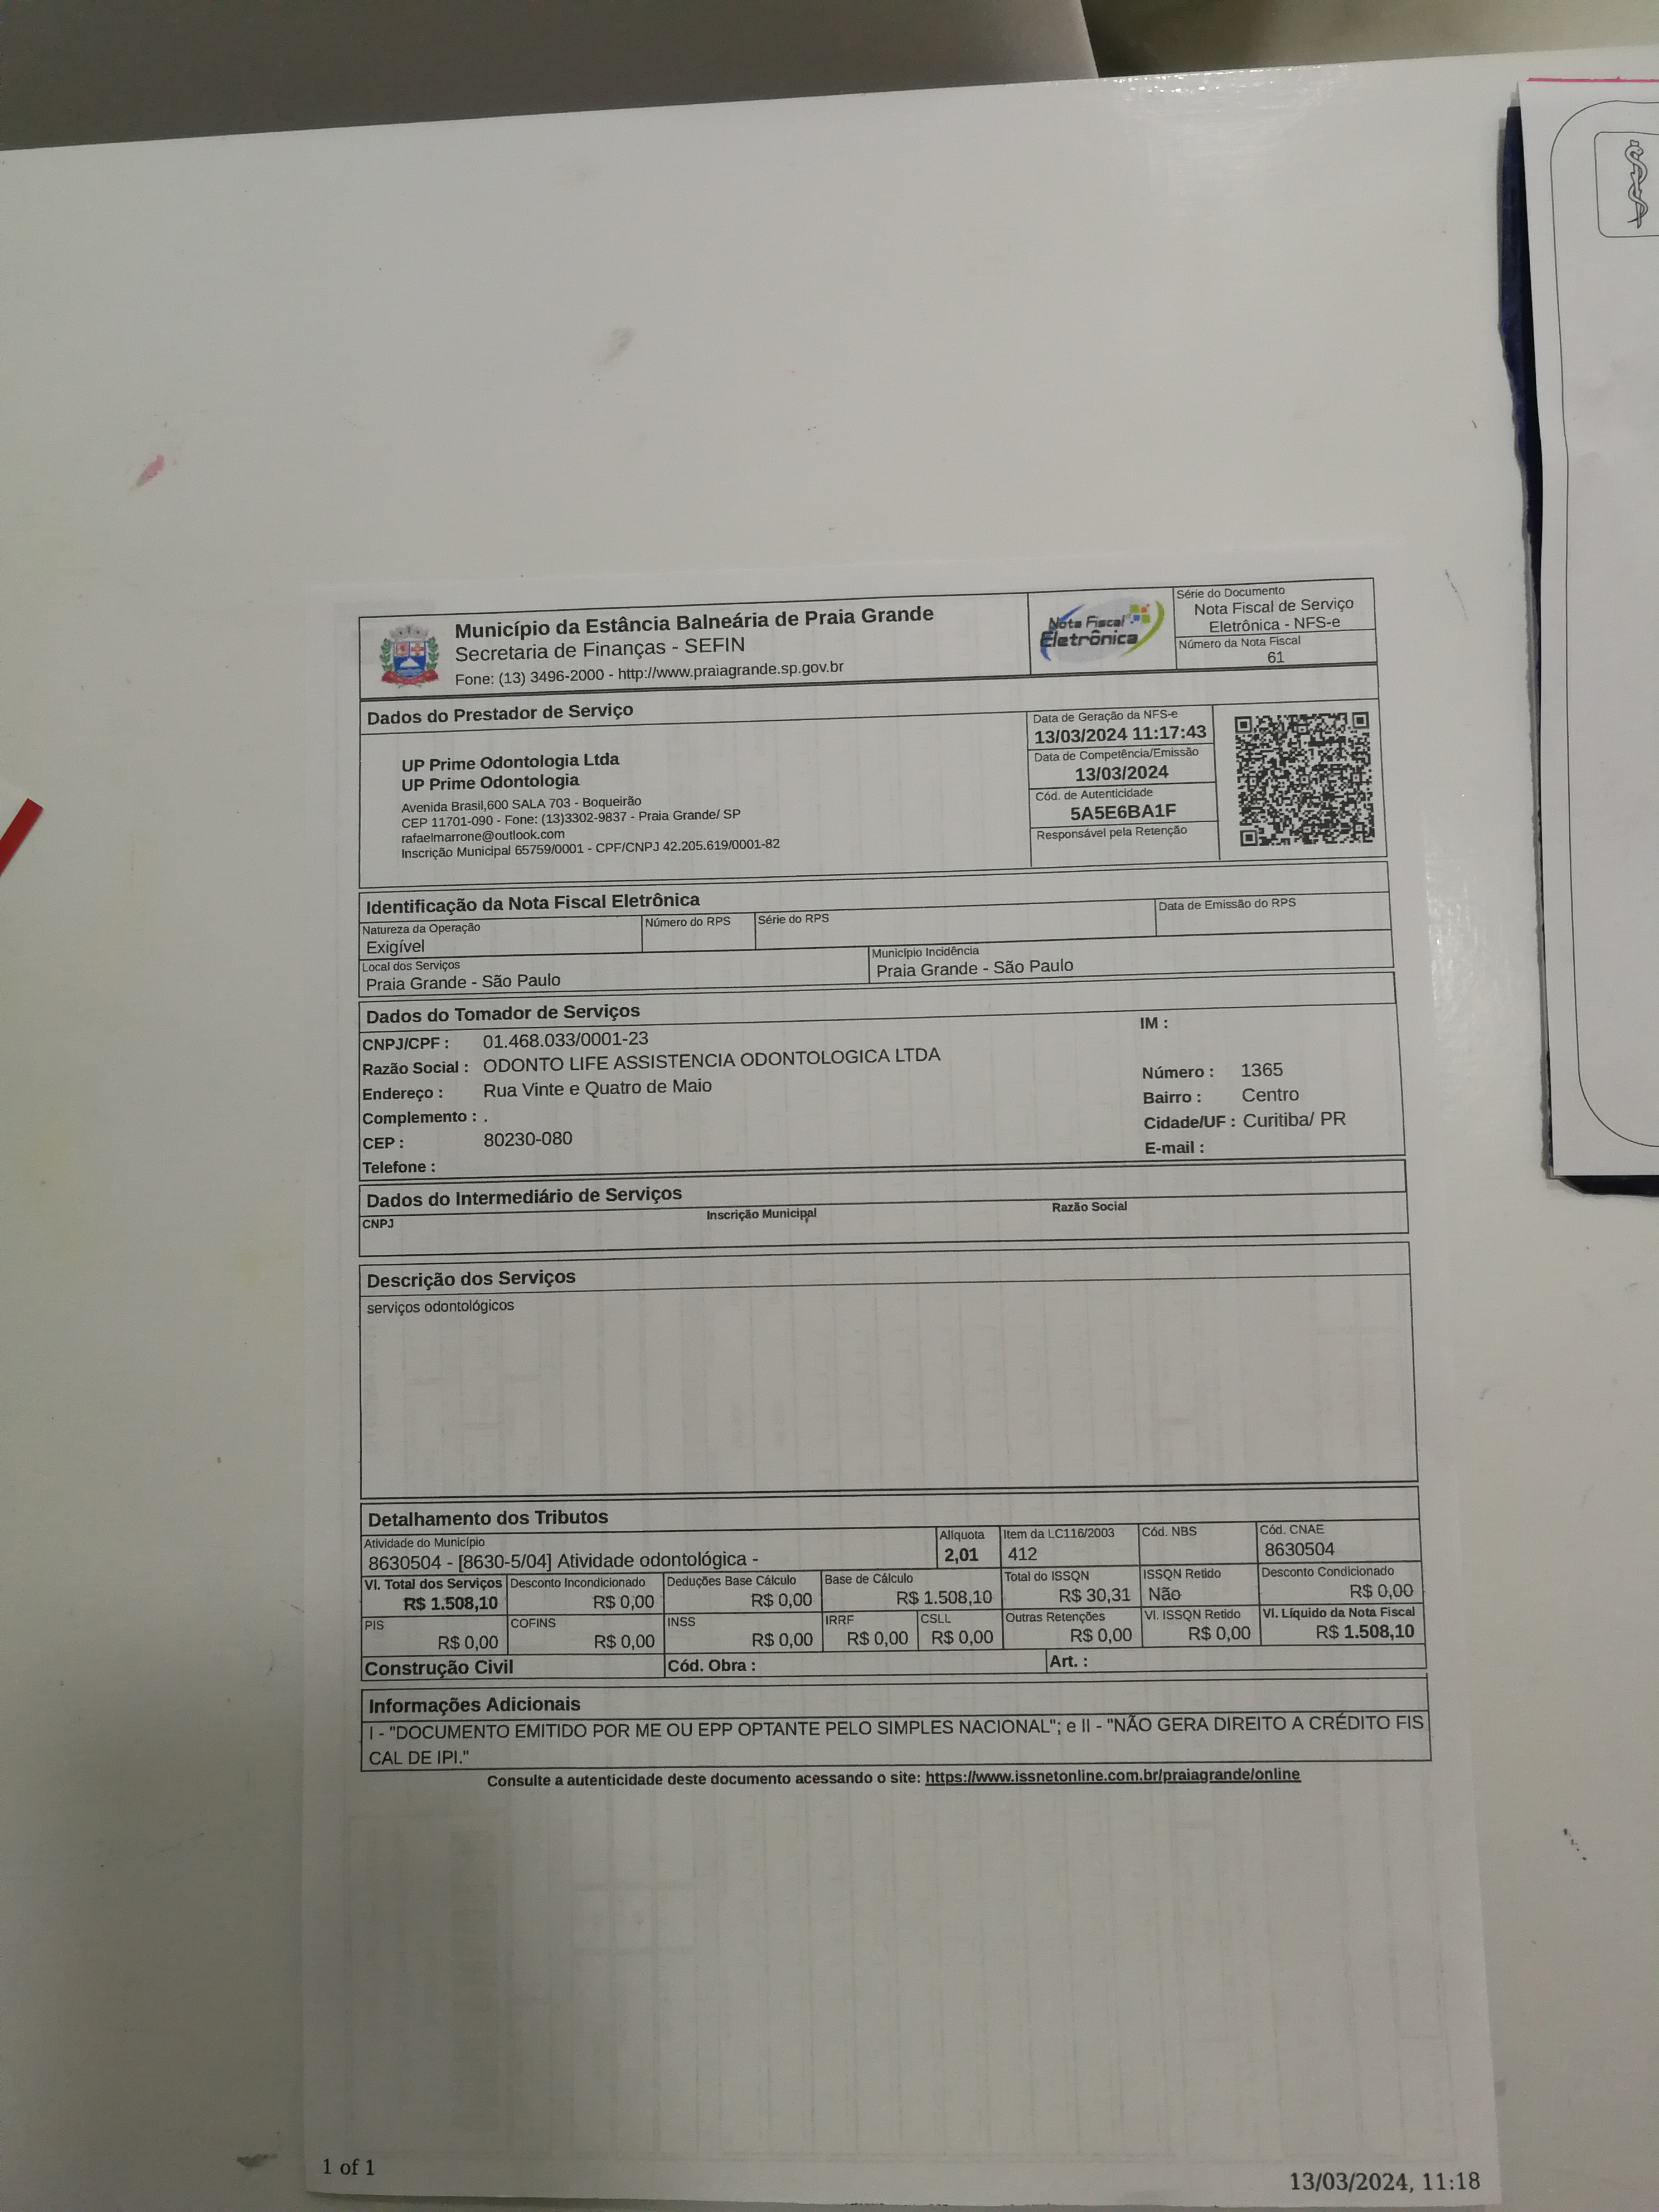 Município da Estância Balneária de Praia Grande
Secretaria de Finanças - SEFIN
Fone: (13) 3496-2000 - http://www.praiagrande.sp.gov.br
Nota Fiscal
Eletrônica
Série do Documento
Nota Fiscal de Serviço
Eletrônica - NFS-e
Número da Nota Fiscal
61
Dados do Prestador de Serviço
UP Prime Odontologia Ltda
UP Prime Odontologia
Avenida Brasil,600 SALA 703 - Boqueirão
CEP 11701-090 - Fone: (13)3302-9837 - Praia Grande/ SP
rafaelmarrone@outlook.com
Inscrição Municipal 65759/0001 - CPF/CNPJ 42.205.619/0001-82
Data de Geração da NFS-e
13/03/2024 11:17:43
Data de Competência/Emissão
13/03/2024
Cód. de Autenticidade
5A5E6BA1F
Responsável pela Retenção
Identificação da Nota Fiscal Eletrônica
Natureza da Operação Número do RPS Série do RPS Data de Emissão do RPS
Exigível
Local dos Serviços Município Incidência
Praia Grande - São Paulo Praia Grande - São Paulo
Dados do Tomador de Serviços
CNPJ/CPF : 01.468.033/0001-23 IM :
Razão Social : ODONTO LIFE ASSISTENCIA ODONTOLOGICA LTDA
Endereço : Rua Vinte e Quatro de Maio Número : 1365
Complemento : . Bairro : Centro
CEP : 80230-080 Cidade/UF : Curitiba/ PR
Telefone : E-mail :
Dados do Intermediário de Serviços
CNPJ Inscrição Municipal Razão Social
Descrição dos Serviços
serviços odontológicos
Detalhamento dos Tributos
Atividade do Município Alíquota Item da LC116/2003 Cód. NBS Cód. CNAE
8630504 - [8630-5/04] Atividade odontológica - 2,01 412 8630504
Vl. Total dos Serviços Desconto Incondicionado Deduções Base Cálculo Base de Cálculo Total do ISSQN ISSQN Retido Desconto Condicionado
R$ 1.508,10 R$ 0,00 R$ 0,00 R$ 1.508,10 R$ 30,31 Não R$ 0,00
PIS COFINS INSS IRRF CSLL Outras Retenções Vl. ISSQN Retido Vl. Líquido da Nota Fiscal
R$ 0,00 R$ 0,00 R$ 0,00 R$ 0,00 R$ 0,00 R$ 0,00 R$ 0,00 R$ 1.508,10
Construção Civil Cód. Obra : Art. :
Informações Adicionais
I - "DOCUMENTO EMITIDO POR ME OU EPP OPTANTE PELO SIMPLES NACIONAL"; e II - "NÃO GERA DIREITO A CRÉDITO FIS
CAL DE IPI."
Consulte a autenticidade deste documento acessando o site: https://www.issnetonline.com.br/praiagrande/online
1 of 1
13/03/2024, 11:18